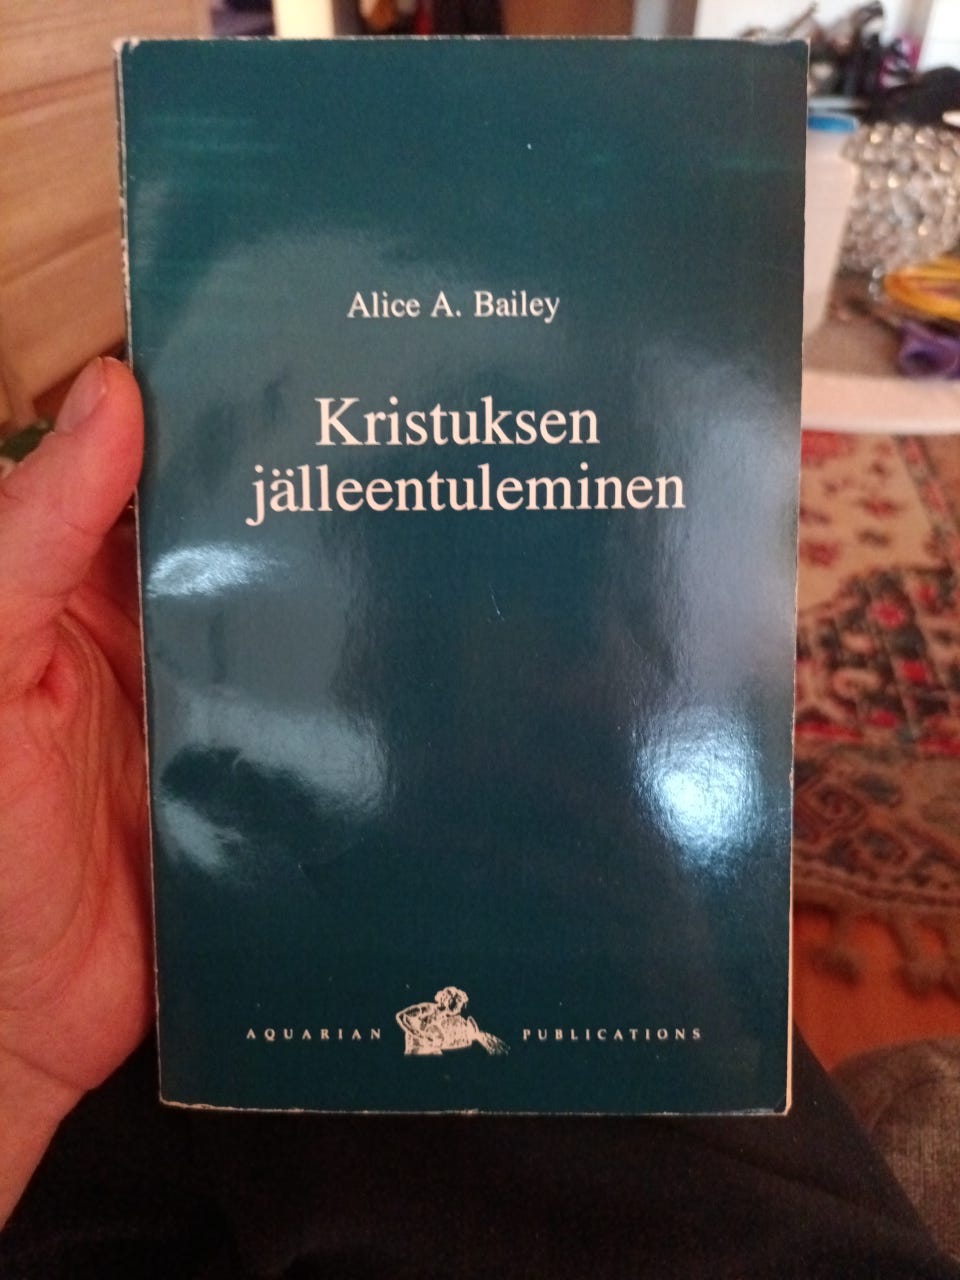 Alice A. Bailey
Kristuksen
jälleentuleminen
AQUARIAN PUBLICATIONS